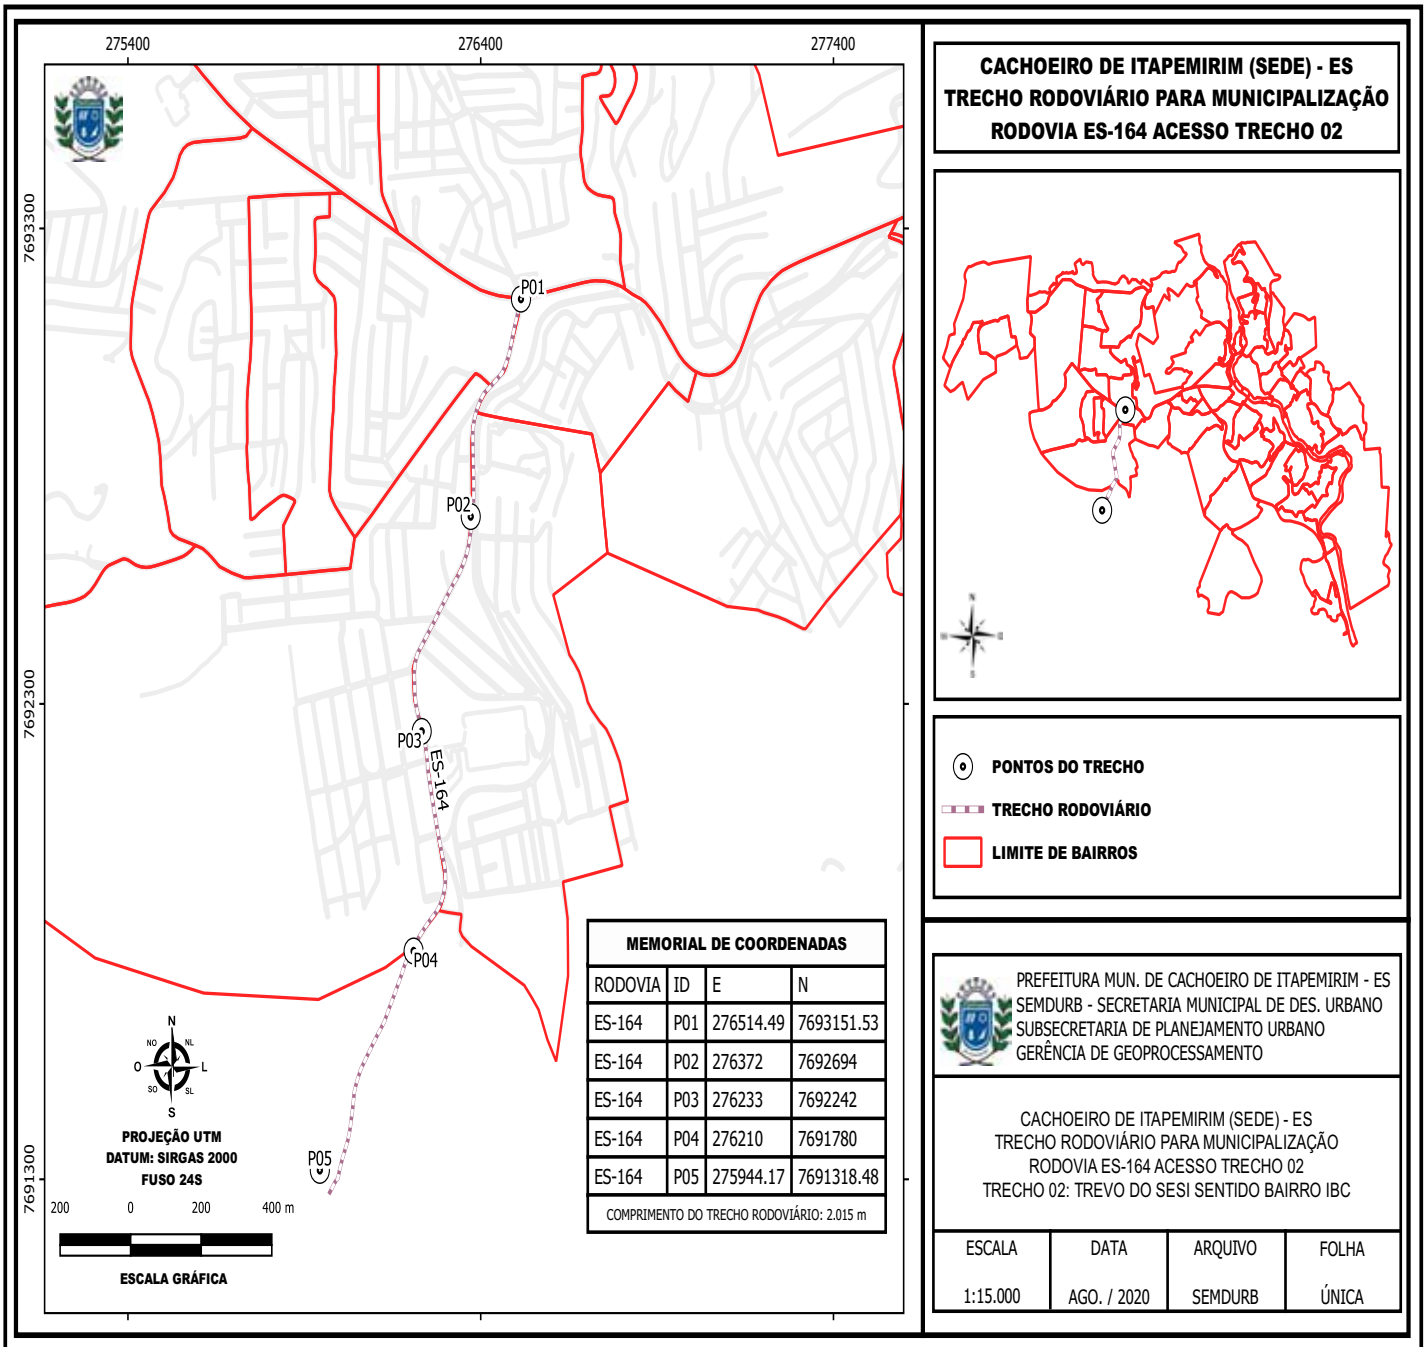 275400
276400
277400
7693300
7692300
7691300
P01
P02
P03
ES-164
P04
P05
N
NO
NL
O
L
SO
SL
S
PROJEÇÃO UTM
DATUM: SIRGAS 2000
FUSO 24S
200 0 200 400 m
ESCALA GRÁFICA
MEMORIAL DE COORDENADAS
RODOVIA ID E N
ES-164 P01 276514.49 7693151.53
ES-164 P02 276372 7692694
ES-164 P03 276233 7692242
ES-164 P04 276210 7691780
ES-164 P05 275944.17 7691318.48
COMPRIMENTO DO TRECHO RODOVIÁRIO: 2.015 m
CACHOEIRO DE ITAPEMIRIM (SEDE) - ES
TRECHO RODOVIÁRIO PARA MUNICIPALIZAÇÃO
RODOVIA ES-164 ACESSO TRECHO 02
N
S
PONTOS DO TRECHO
TRECHO RODOVIÁRIO
LIMITE DE BAIRROS
PREFEITURA MUN. DE CACHOEIRO DE ITAPEMIRIM - ES
SEMDURB - SECRETARIA MUNICIPAL DE DES. URBANO
SUBSECRETARIA DE PLANEJAMENTO URBANO
GERÊNCIA DE GEOPROCESSAMENTO
CACHOEIRO DE ITAPEMIRIM (SEDE) - ES
TRECHO RODOVIÁRIO PARA MUNICIPALIZAÇÃO
RODOVIA ES-164 ACESSO TRECHO 02
TRECHO 02: TREVO DO SESI SENTIDO BAIRRO IBC
ESCALA DATA ARQUIVO FOLHA
1:15.000 AGO. / 2020 SEMDURB ÚNICA